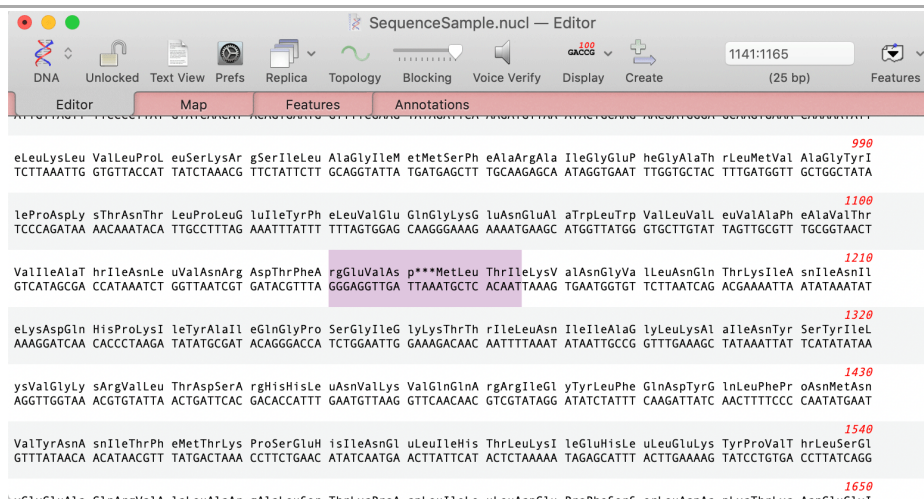 SequenceSample.nucl — Editor
100
GACCG
1141:1165
DNA Unlocked Text View Prefs Replica Topology Blocking Voice Verify Display Create (25 bp) Features
Editor Map Features Annotations
990
eLeuLysLeu ValLeuProL euSerLysAr gSerIleLeu AlaGlyIleM etMetSerPh eAlaArgAla IleGlyGluP heGlyAlaTh rLeuMetVal AlaGlyTyrI
TCTTAAATTG GTGTTACCAT TATCTAAACG TTCTATTCTT GCAGGTATTA TGATGAGCTT TGCAAGAGCA ATAGGTGAAT TTGGTGCTAC TTTGATGGTT GCTGGCTATA
1100
leProAspLy sThrAsnThr LeuProLeuG luIleTyrPh eLeuValGlu GlnGlyLysG luAsnGluAl aTrpLeuTrp ValLeuValL euValAlaPhe eAlaValThr
TCCCAGATAA AACAAATACA TTGCCTTTAG AAATTTATTT TTTAGTGGAG CAAGGGAAAG AAAATGAAGC ATGGTTATGG GTGCTTGTAT TAGTTGCGTT TGCGGTAACT
1210
ValIleAlaT hrIleAsnLe uValAsnArg AspThrPheA rgGluValAs p***MetLeu ThrIleLysV alAsnGlyVa lLeuAsnGln ThrLysIleA snIleAsnIl
GTCATAGCGA CCATAAATCT GGTTAATCGT GATACGTTTA GGGAGGTTGA TTAAATGCTC ACAATTAAAG TGAATGGTGT TCTTAATCAG ACGAAAATTA ATATAAATAT
1320
eLysAspGln HisProLysI leTyrAlaIl eGlnGlyPro SerGlyIleG lyLysThrTh rIleLeuAsn IleIleAlaG lyLeuLysAl aIleAsnTyr SerTyrIleL
AAAGGATCAA CACCCTAAGA TATATGCGAT ACAGGGACCA TCTGGAATTG GAAAGACAAC AATTTTAAAT ATAATTGCCG GTTTGAAAGC TATAAATTAT TCATATATAA
1430
ysValGlyLy sArgValLeu ThrAspSerA rgHisHisLe uAsnValLys ValGlnGlnA rgArgIleGl yTyrLeuPhe GlnAspTyrG lnLeuPhePr oAsnMetAsn
AGGTTGGTAA ACGTGTATTA ACTGATTCAC GACACCATTT GAATGTTAAG GTTCAACAAC GTCGTATAGG ATATCTATTT CAAGATTATC AACTTTTCCC CAATATGAAT
1540
ValTyrAsnA snIleThrPh eMetThrLys ProSerGluH isIleAsnGl uLeuIleHis ThrLeuLysI leGluHisLe uLeuGluLys TyrProValT hrLeuSerGl
GTTTATAACA ACATAACGTT TATGACTAAA CCTTCTGAAC ATATCAATGA ACTTATTCAT ACTCTAAAAA TAGAGCATTT ACTTGAAAAG TATCCTGTGA CCTTATCAGG
1650